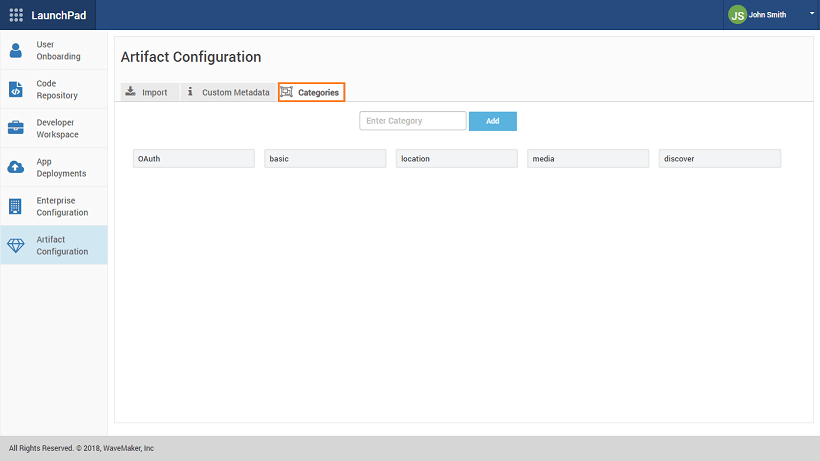 LaunchPad
JS John Smith
User
Onboarding
Code
Repository
Developer
Workspace
App
Deployments
Enterprise
Configuration
Artifact
Configuration
Artifact Configuration
Import Custom Metadata Categories
Enter Category Add
OAuth basic location media discover
All Rights Reserved. © 2018, WaveMaker, Inc